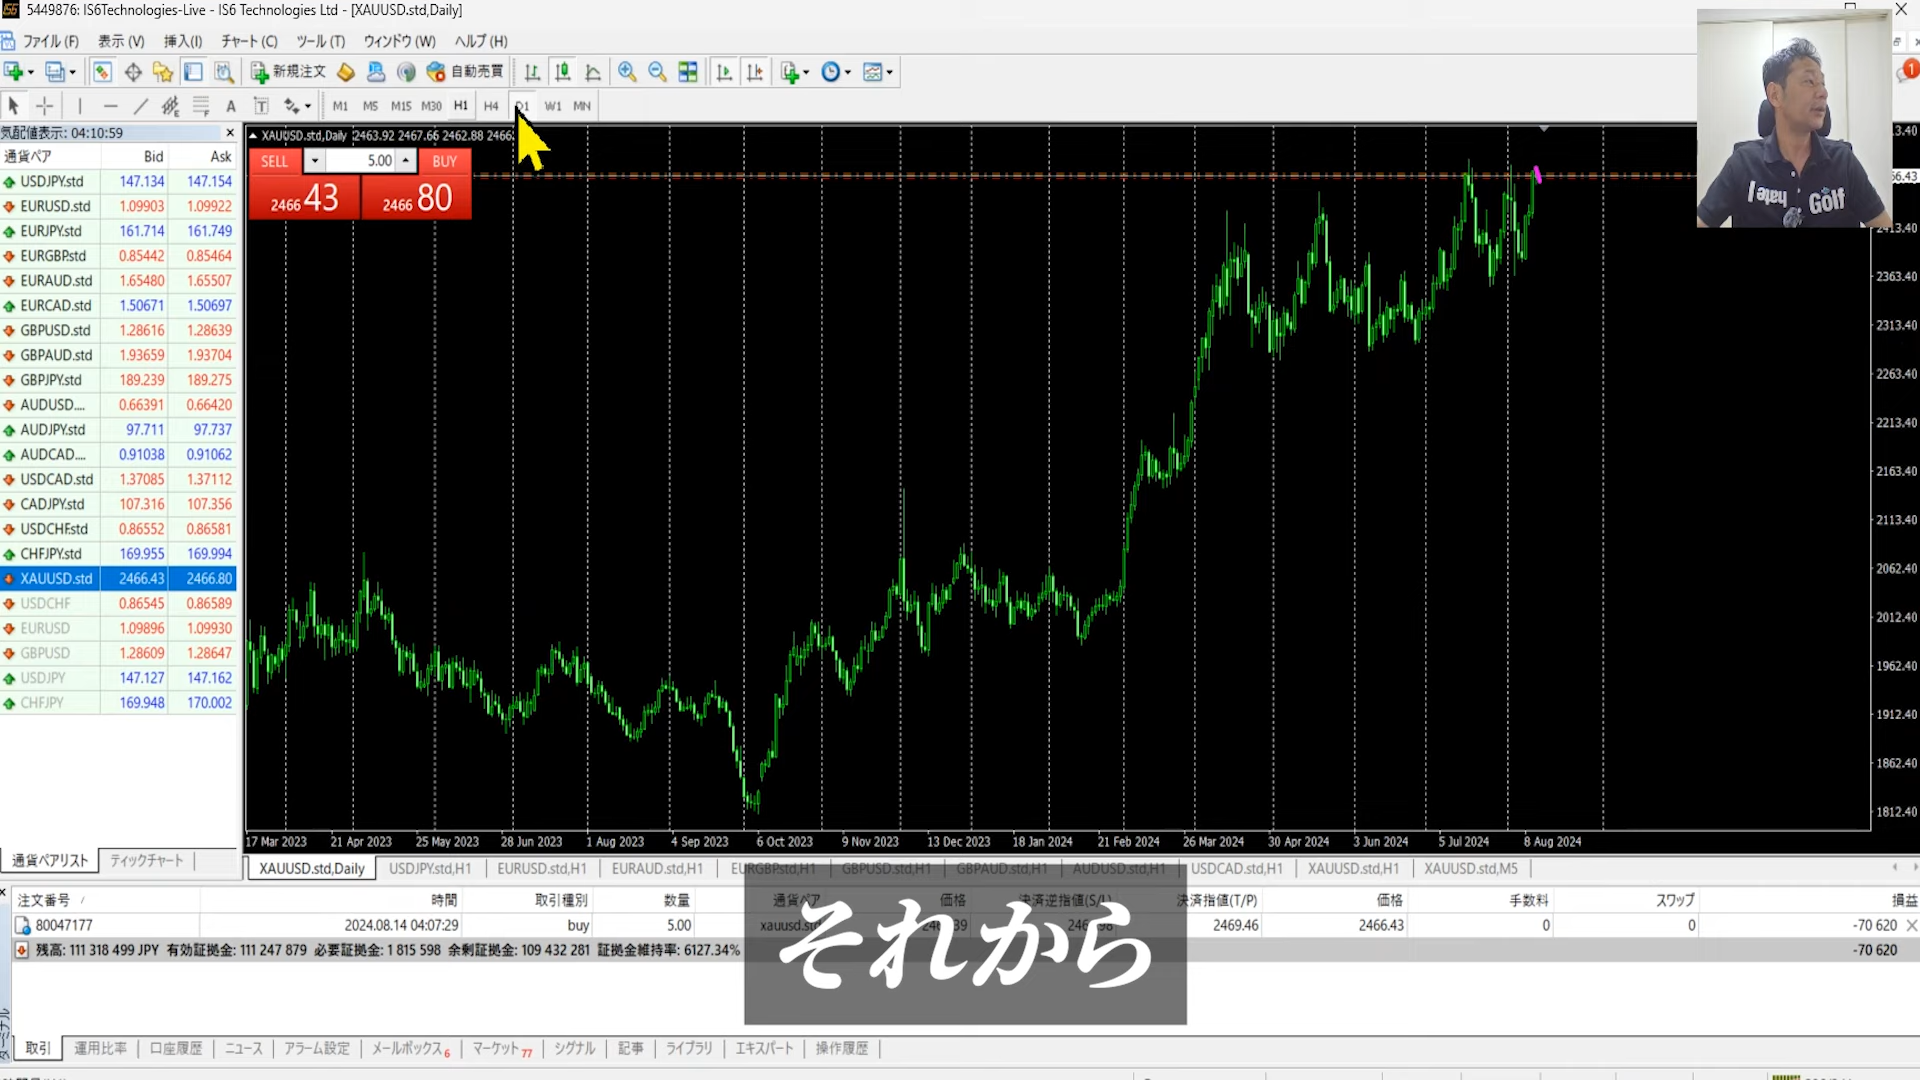 5449876: IS6Technologies-Live - IS6 Technologies Ltd - [XAUUSD.std,Daily]
ファイル (F) 表示 (V) 挿入(I) チャート (C) ツール (T) ウィンドウ (W) ヘルプ (H)
新規注文 自動売買
M1 M5 M15 M30 H1 H4 D1 W1 MN
気配値表示: 04:10:59
通貨ペア Bid Ask
USDJPY.std 147.134 147.154
EURUSD.std 1.09903 1.09922
EURJPY.std 161.714 161.749
EURGBP.std 0.85442 0.85464
EURAUD.std 1.65480 1.65507
EURCAD.std 1.50671 1.50697
GBPUSD.std 1.28616 1.28639
GBPAUD.std 1.93659 1.93704
GBPJPY.std 189.239 189.275
AUDUSD.... 0.66391 0.66420
AUDJPY.std 97.711 97.737
AUDCAD.... 0.91038 0.91062
USDCAD.std 1.37085 1.37112
CADJPY.std 107.316 107.356
USDCHF.std 0.86552 0.86581
CHFJPY.std 169.955 169.994
XAUUSD.std 2466.43 2466.80
USDCHF 0.86545 0.86589
EURUSD 1.09896 1.09930
GBPUSD 1.28609 1.28647
USDJPY 147.127 147.162
CHFJPY 169.948 170.002
通貨ペアリスト ティックチャート
XAUUSD.std,Daily 2463.92 2467.66 2462.88 2466
SELL 5.00 BUY
2466 43 2466 80
I hate Golf
1
2413.40
2363.40
2313.40
2263.40
2213.40
2163.40
2113.40
2062.40
2012.40
1962.40
1912.40
1862.40
1812.40
17 Mar 2023 21 Apr 2023 25 May 2023 28 Jun 2023 1 Aug 2023 4 Sep 2023 6 Oct 2023 9 Nov 2023 13 Dec 2023 18 Jan 2024 21 Feb 2024 26 Mar 2024 30 Apr 2024 3 Jun 2024 5 Jul 2024 8 Aug 2024
XAUUSD.std,Daily USDJPY.std,H1 EURUSD.std,H1 EURAUD.std,H1 EURGBP.std,H1 GBPUSD.std,H1 GBPAUD.std,H1 AUDUSD.std,H1 USDCAD.std,H1 XAUUSD.std,H1 XAUUSD.std,M5
注文番号 時間 取引種別 数量 通貨ペア 価格 決済逆指値(S/L) 決済指値(T/P) 価格 手数料 スワップ 損益
80047177 2024.08.14 04:07:29 buy 5.00 xauusd.std 2469.46 2466.43 0 0 -70 620
残高: 111 318 499 JPY 有効証拠金: 111 247 879 必要証拠金: 1 815 598 余剰証拠金: 109 432 281 証拠金維持率: 6127.34% -70 620
それから
ターミナル
取引 運用比率 口座履歴 ニュース アラーム設定 メールボックス 6 マーケット 77 シグナル 記事 ライブラリ エキスパート 操作履歴